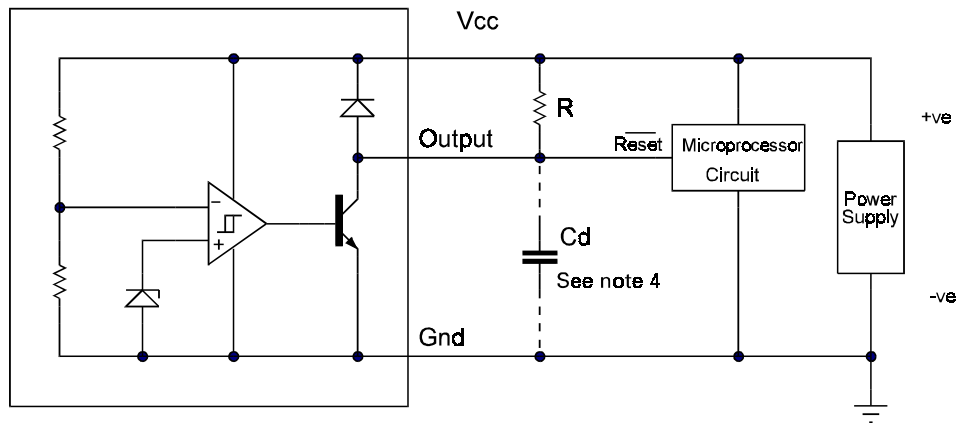 Vcc
R
+ve
Output
Reset
Microprocessor
Circuit
Power
Supply
−
+
Cd
See note 4
-ve
Gnd